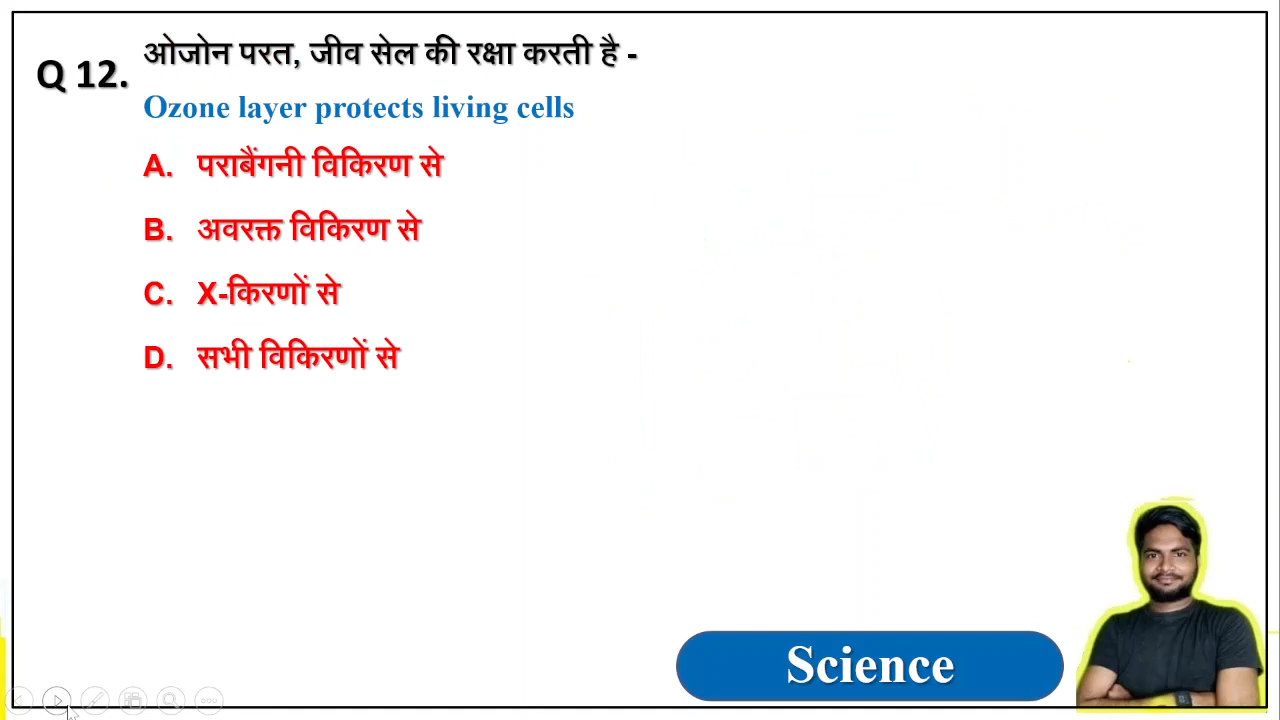 Q 12.
ओजोन परत, जीव सेल की रक्षा करती है -
Ozone layer protects living cells
A. पराबैंगनी विकिरण से
B. अवरक्त विकिरण से
C. X-किरणों से
D. सभी विकिरणों से
Science